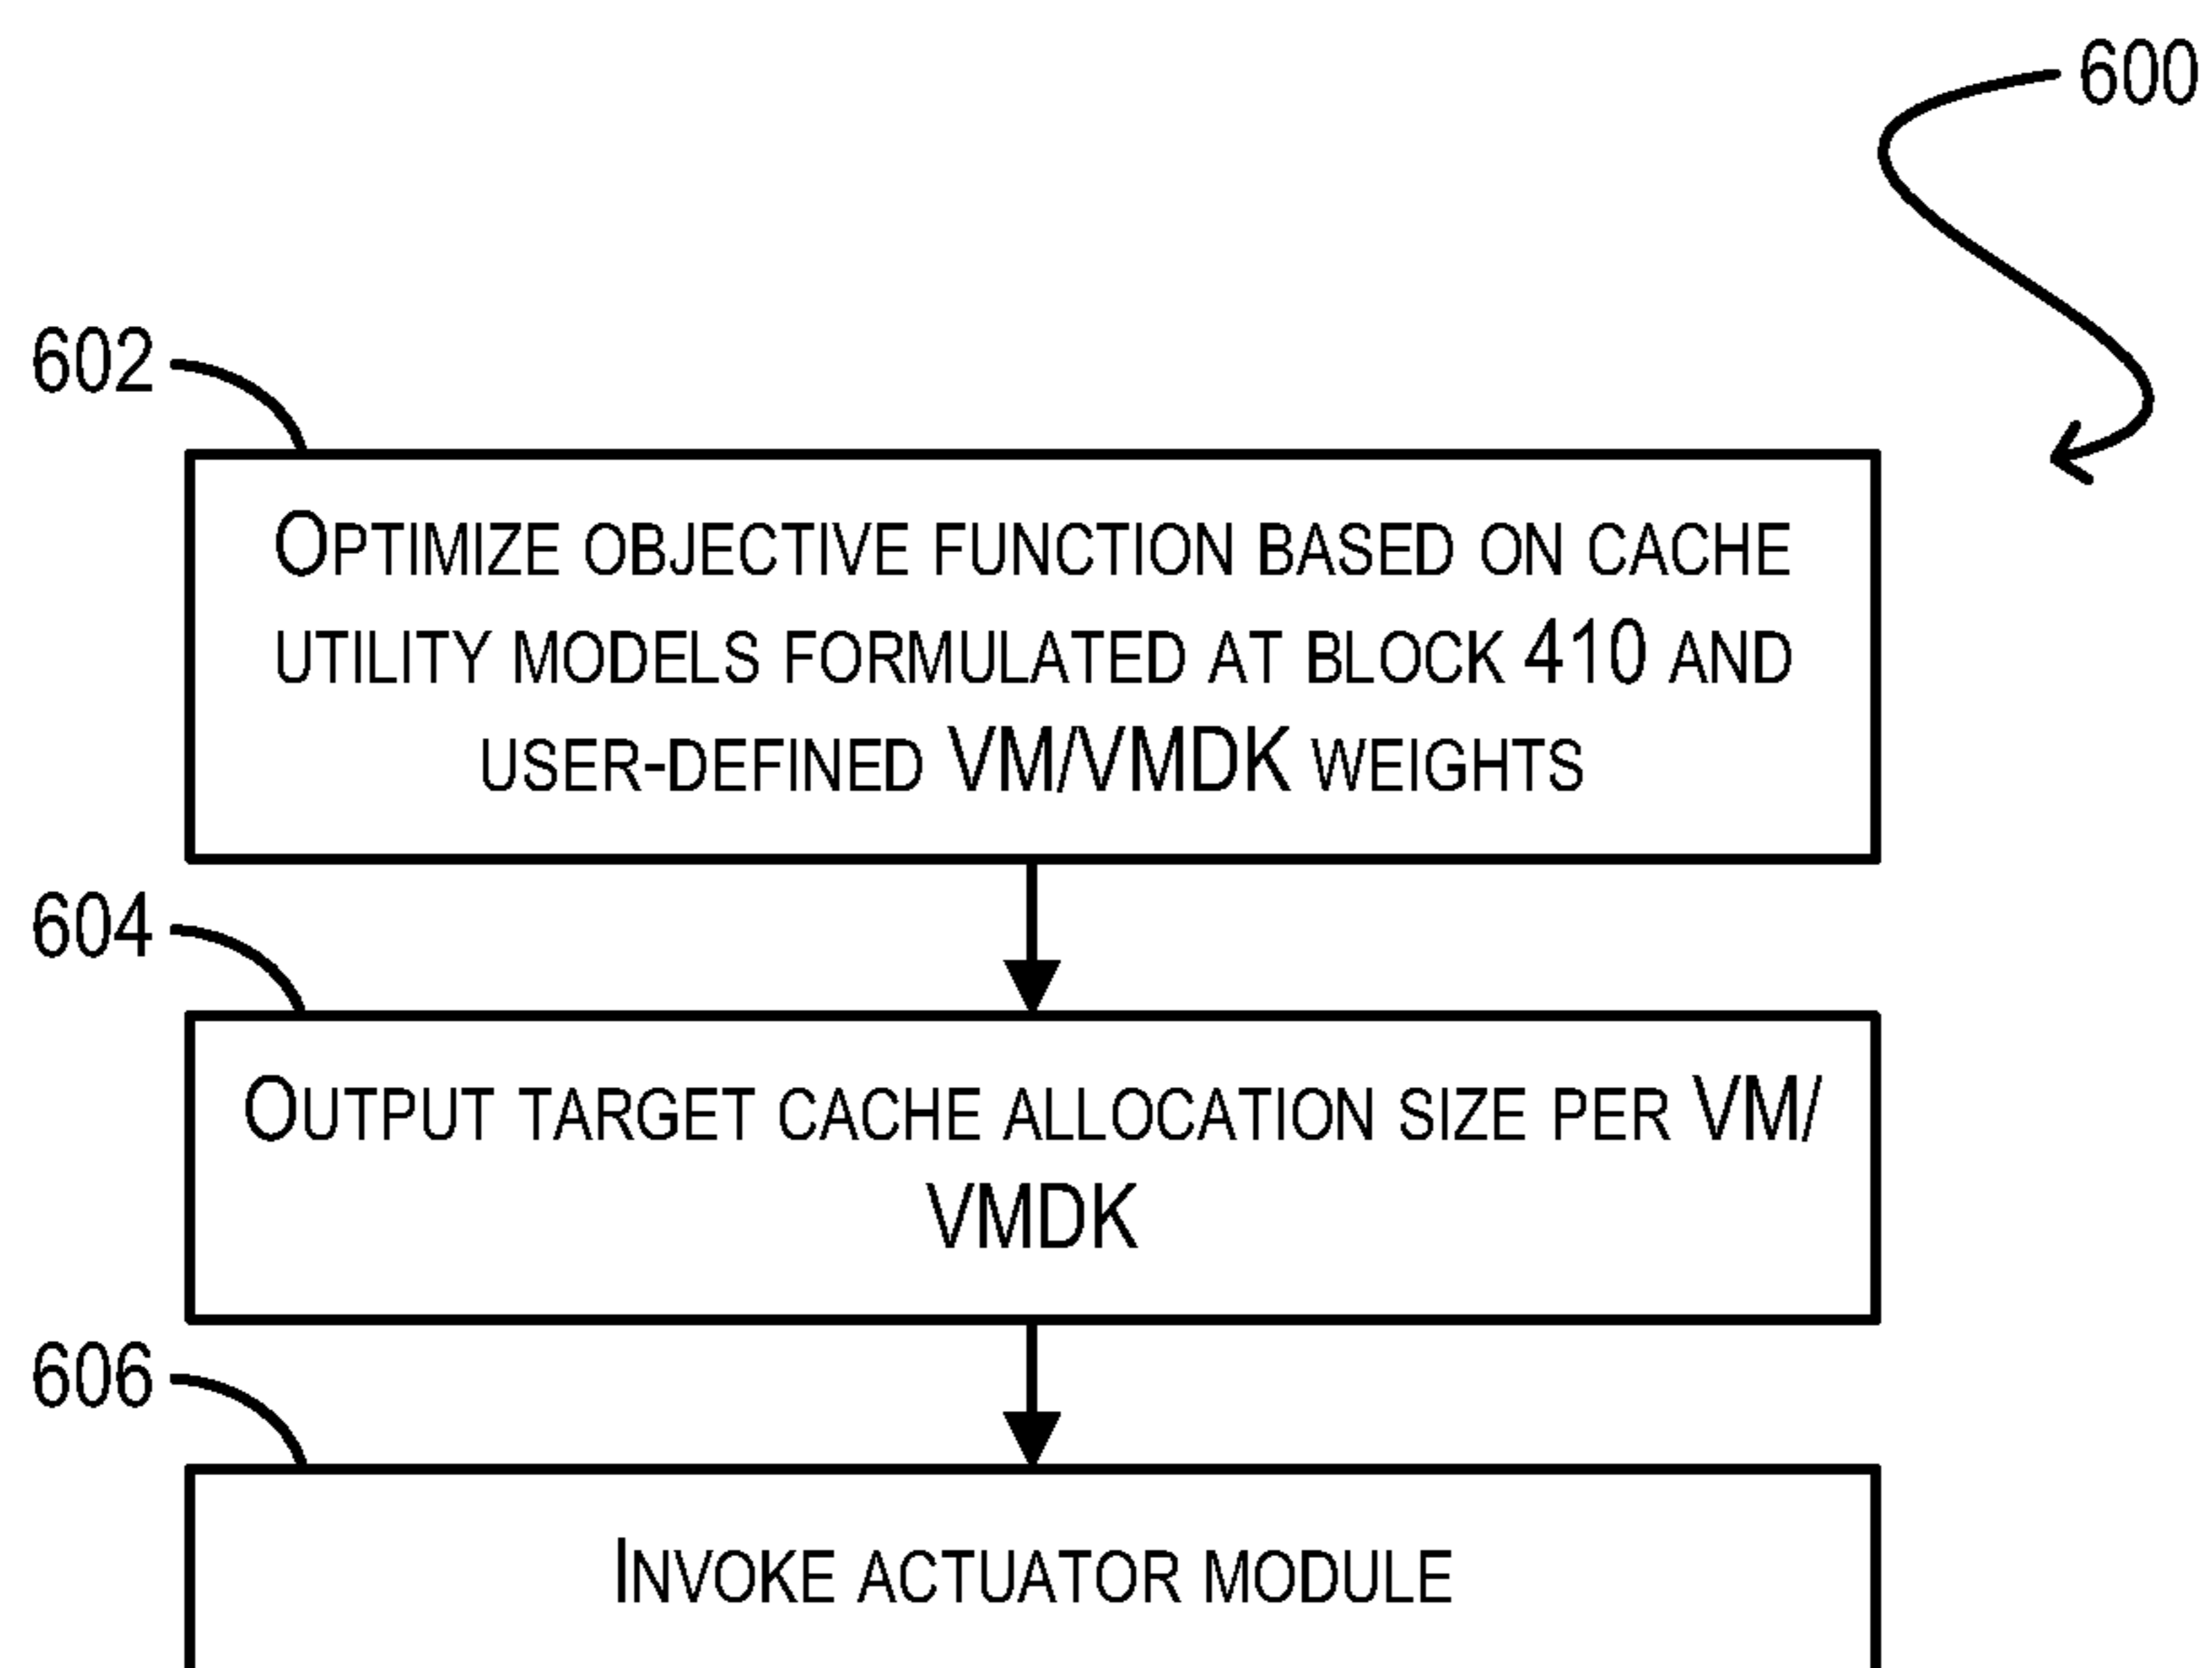 600
602
Optimize objective function based on cache
utility models formulated at block 410 and
user-defined VM/VMDK weights
604
Output target cache allocation size per VM/
VMDK
606
Invoke actuator module